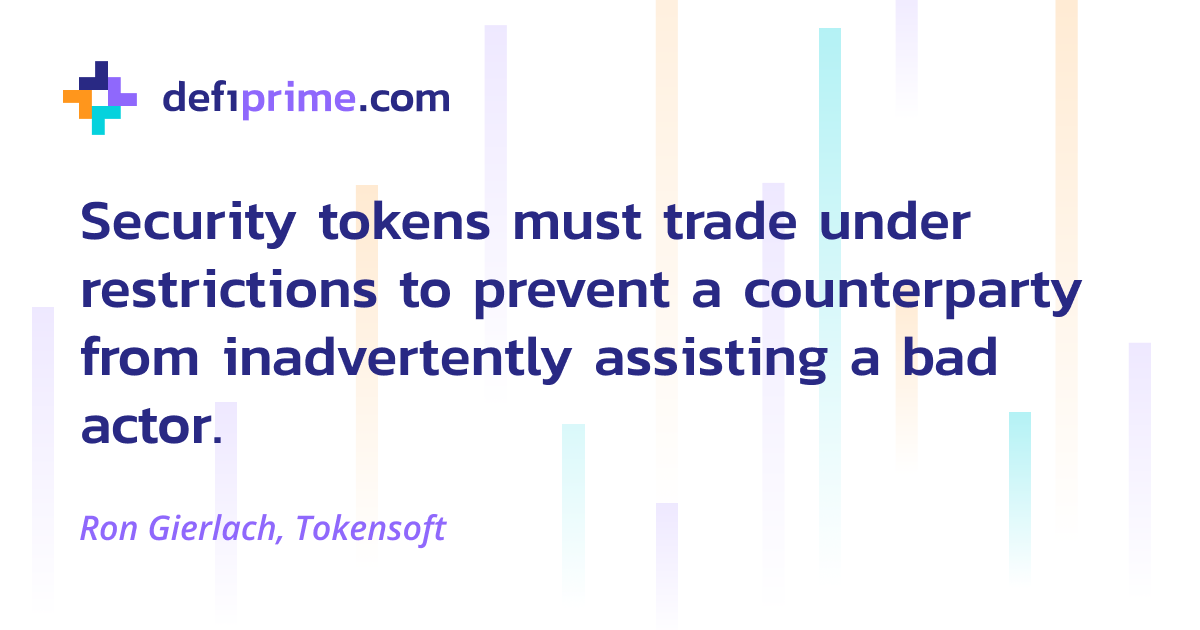 defiprime.com
Security tokens must trade under
restrictions to prevent a counterparty
from inadvertently assisting a bad
actor.
Ron Gierlach, Tokensoft